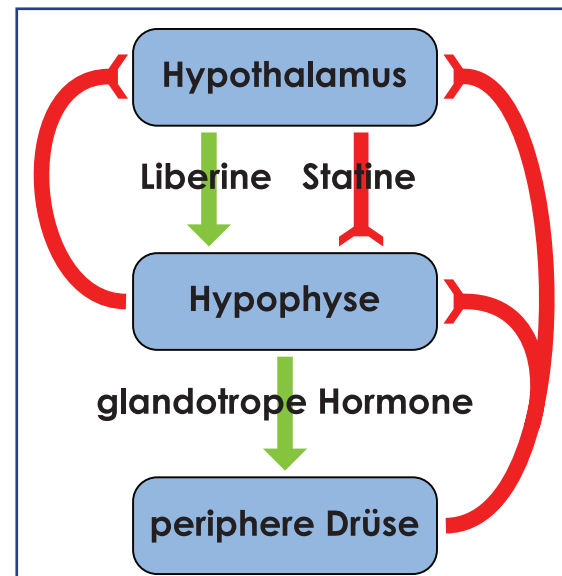 Hypothalamus
Liberine Statine
Hypophyse
glandotrope Hormone
periphere Drüse